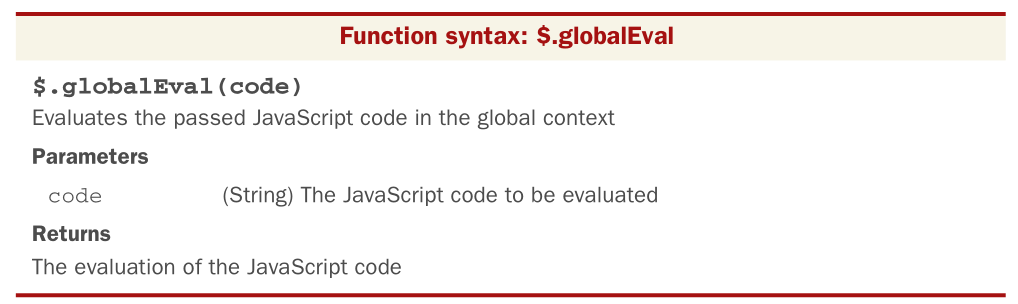 Function syntax: $.globalEval
$.globalEval(code)
Evaluates the passed JavaScript code in the global context
Parameters
code (String) The JavaScript code to be evaluated
Returns
The evaluation of the JavaScript code